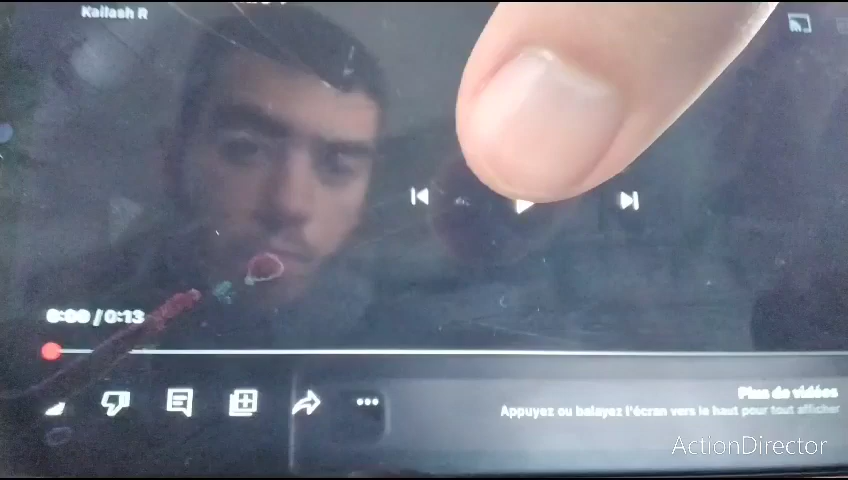 Kailash R
0:00 / 0:13
Plus de vidéos
Appuyez ou balayez l'écran vers le haut pour tout afficher
ActionDirector